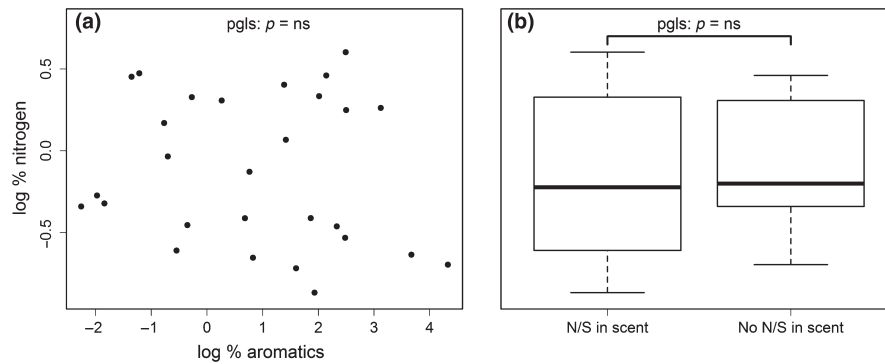 (a)
pgls: p = ns
0.5
0.0
−0.5
log % nitrogen
−2 −1 0 1 2 3 4
log % aromatics
(b)
pgls: p = ns
N/S in scent
No N/S in scent